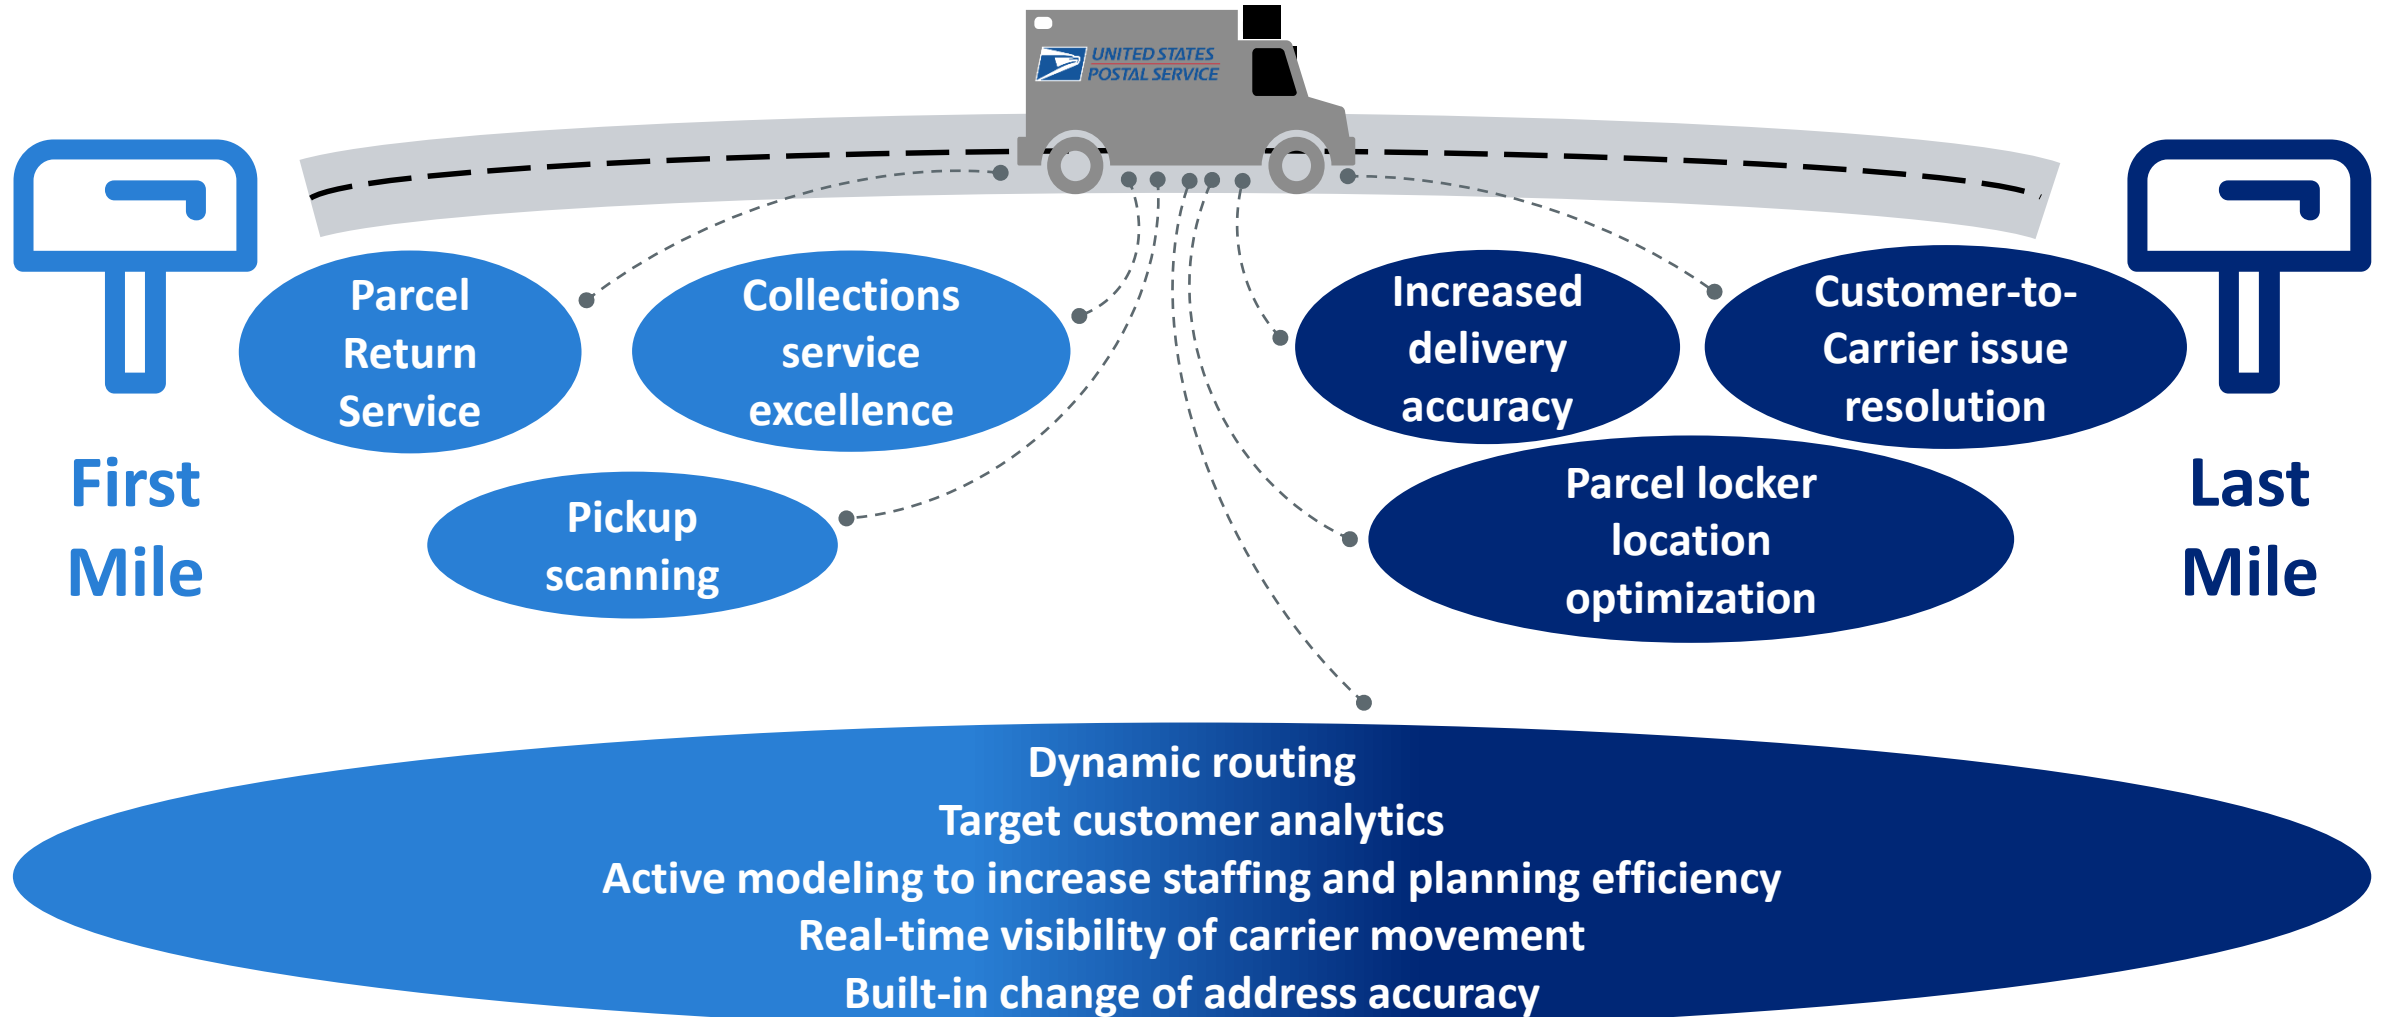 UNITED STATES
POSTAL SERVICE
First
Mile
Parcel
Return
Service
Collections
service
excellence
Pickup
scanning
Increased
delivery
accuracy
Customer-to-
Carrier issue
resolution
Parcel locker
location
optimization
Last
Mile
Dynamic routing
Target customer analytics
Active modeling to increase staffing and planning efficiency
Real-time visibility of carrier movement
Built-in change of address accuracy